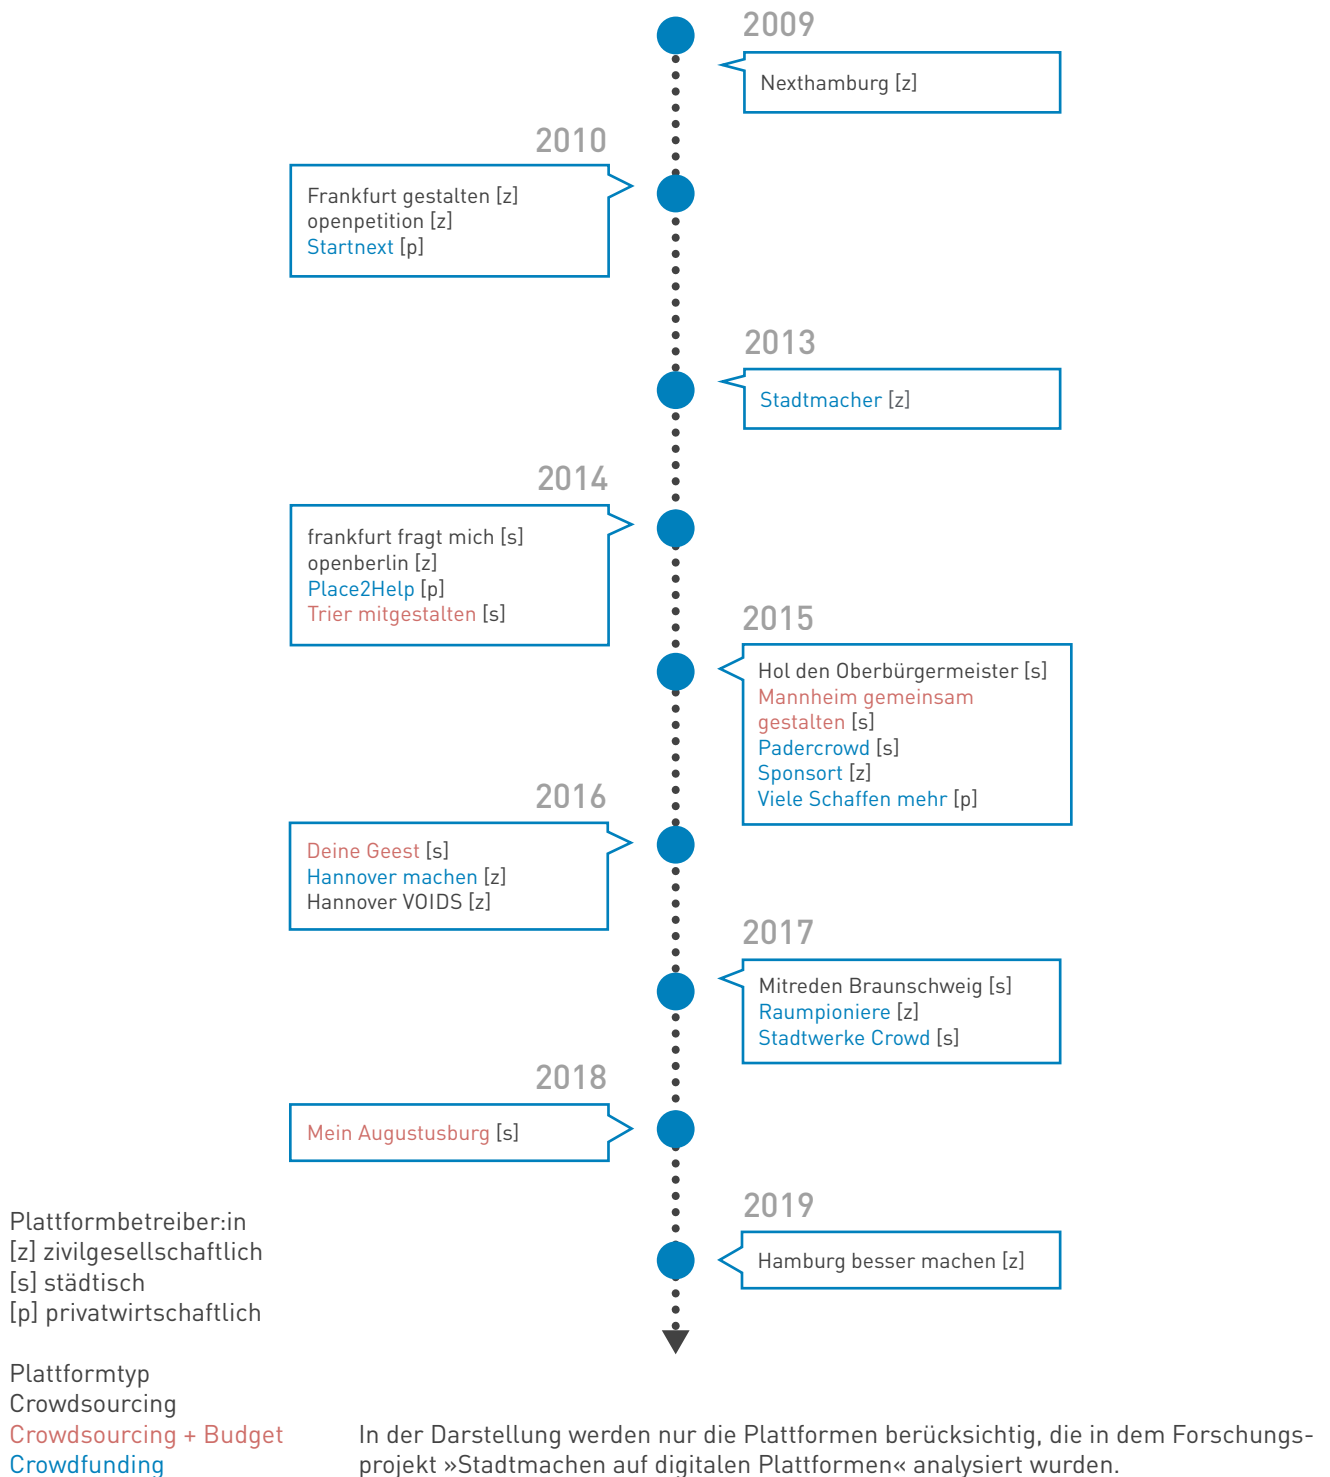 2009
Nexthamburg [z]
2010
Frankfurt gestalten [z]
openpetition [z]
Startnext [p]
2013
Stadtmacher [z]
2014
frankfurt fragt mich [s]
openberlin [z]
Place2Help [p]
Trier mitgestalten [s]
2015
Hol den Oberbürgermeister [s]
Mannheim gemeinsam
gestalten [s]
Padercrowd [s]
Sponsort [z]
Viele Schaffen mehr [p]
2016
Deine Geest [s]
Hannover machen [z]
Hannover VOIDS [z]
2017
Mitreden Braunschweig [s]
Raumpioniere [z]
Stadtwerke Crowd [s]
2018
Mein Augustusburg [s]
2019
Hamburg besser machen [z]
Plattformbetreiber:in
[z] zivilgesellschaftlich
[s] städtisch
[p] privatwirtschaftlich
Plattformtyp
Crowdsourcing
Crowdsourcing + Budget
Crowdfunding
In der Darstellung werden nur die Plattformen berücksichtig, die in dem Forschungs-
projekt »Stadtmachen auf digitalen Plattformen« analysiert wurden.